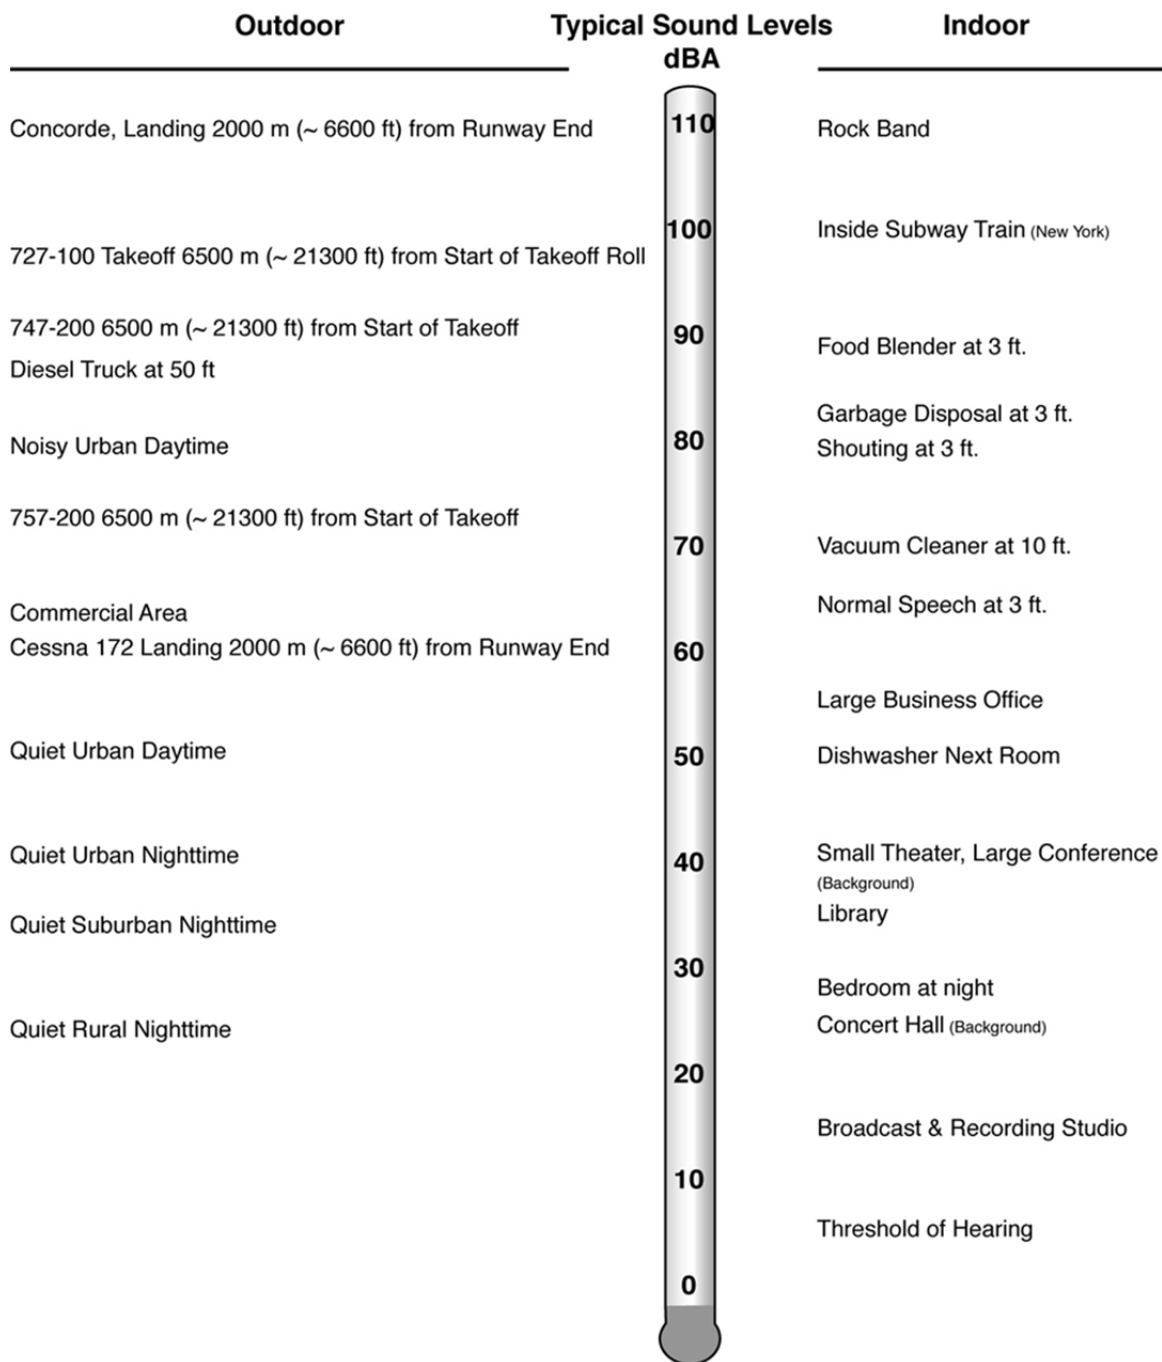 Outdoor Typical Sound Levels Indoor
dBA
Concorde, Landing 2000 m (~ 6600 ft) from Runway End 110 Rock Band
100 Inside Subway Train (New York)
727-100 Takeoff 6500 m (~ 21300 ft) from Start of Takeoff Roll
747-200 6500 m (~ 21300 ft) from Start of Takeoff 90
Food Blender at 3 ft.
Diesel Truck at 50 ft
Garbage Disposal at 3 ft.
Noisy Urban Daytime 80 Shouting at 3 ft.
757-200 6500 m (~ 21300 ft) from Start of Takeoff
70 Vacuum Cleaner at 10 ft.
Commercial Area Normal Speech at 3 ft.
Cessna 172 Landing 2000 m (~ 6600 ft) from Runway End 60
Large Business Office
Quiet Urban Daytime 50 Dishwasher Next Room
Quiet Urban Nighttime 40 Small Theater, Large Conference
(Background)
Library
Quiet Suburban Nighttime
30
Bedroom at night
Quiet Rural Nighttime Concert Hall (Background)
20
Broadcast & Recording Studio
10
Threshold of Hearing
0